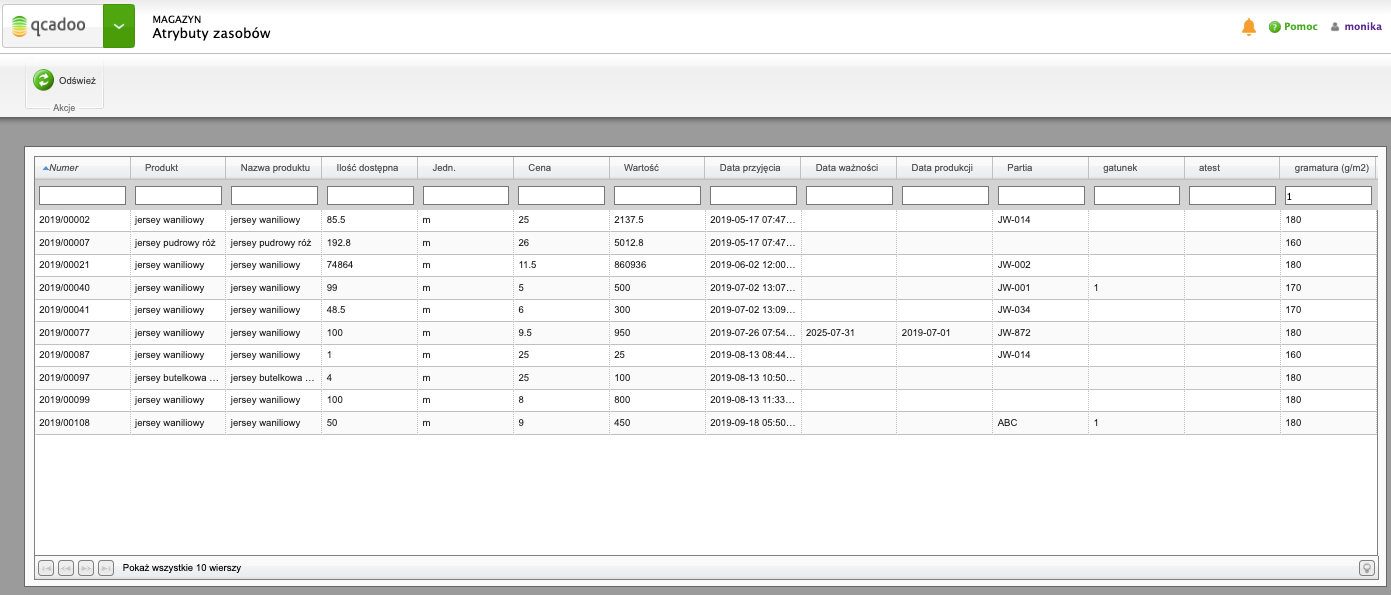 qcadoo
MAGAZYN
Atrybuty zasobów
Pomoc monika
Odśwież
Akcje
Numer Produkt Nazwa produktu Ilość dostępna Jedn. Cena Wartość Data przyjęcia Data ważności Data produkcji Partia gatunek atest gramatura (g/m2)
1
2019/00002 jersey waniliowy jersey waniliowy 85.5 m 25 2137.5 2019-05-17 07:47... JW-014 180
2019/00007 jersey pudrowy róż jersey pudrowy róż 192.8 m 26 5012.8 2019-05-17 07:47... 160
2019/00021 jersey waniliowy jersey waniliowy 74864 m 11.5 860936 2019-06-02 12:00... JW-002 180
2019/00040 jersey waniliowy jersey waniliowy 99 m 5 500 2019-07-02 13:07... JW-001 1 170
2019/00041 jersey waniliowy jersey waniliowy 48.5 m 6 300 2019-07-02 13:09... JW-034 170
2019/00077 jersey waniliowy jersey waniliowy 100 m 9.5 950 2019-07-26 07:54... 2025-07-31 2019-07-01 JW-872 180
2019/00087 jersey waniliowy jersey waniliowy 1 m 25 25 2019-08-13 08:44... JW-014 160
2019/00097 jersey butelkowa ... jersey butelkowa ... 4 m 25 100 2019-08-13 10:50... 180
2019/00099 jersey waniliowy jersey waniliowy 100 m 8 800 2019-08-13 11:33... 180
2019/00108 jersey waniliowy jersey waniliowy 50 m 9 450 2019-09-18 05:50... ABC 1 180
Pokaż wszystkie 10 wierszy